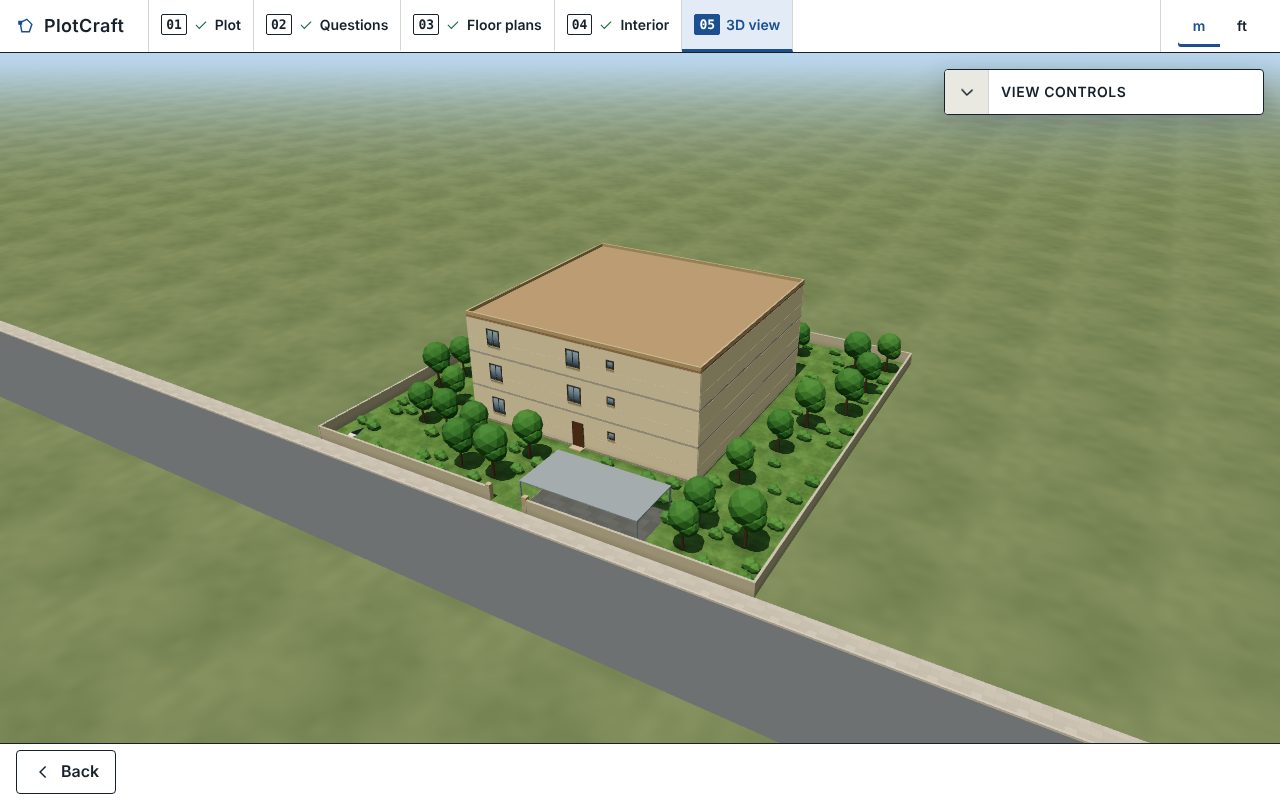 PlotCraft
01 Plot
02 Questions
03 Floor plans
04 Interior
05 3D view
m ft
VIEW CONTROLS
Back